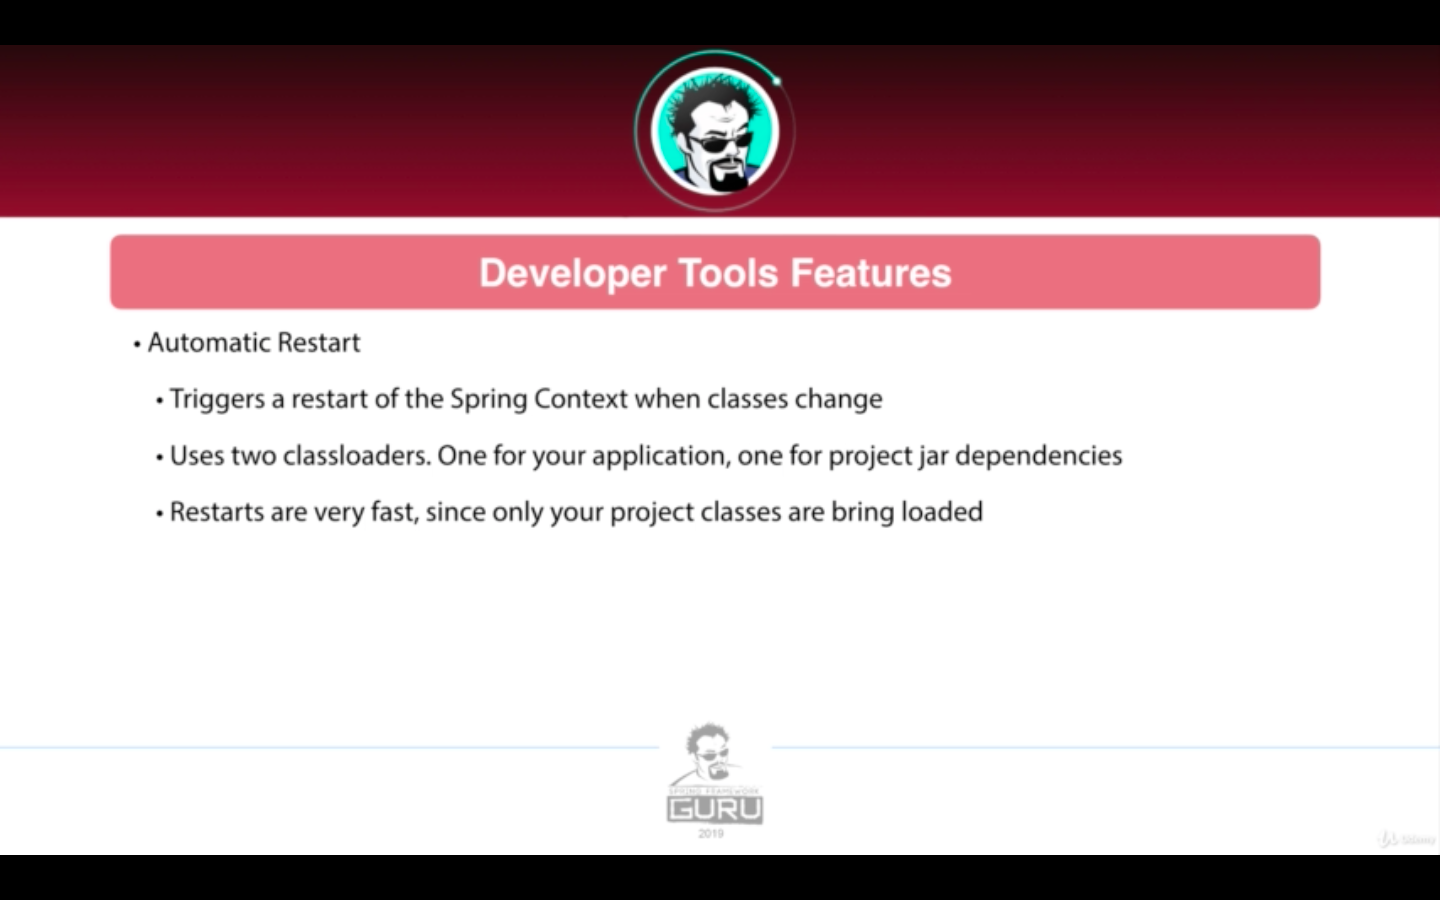 Developer Tools Features
• Automatic Restart
• Triggers a restart of the Spring Context when classes change
• Uses two classloaders. One for your application, one for project jar dependencies
• Restarts are very fast, since only your project classes are bring loaded
SPRING FRAMEWORK
GURU
2019
Udemy